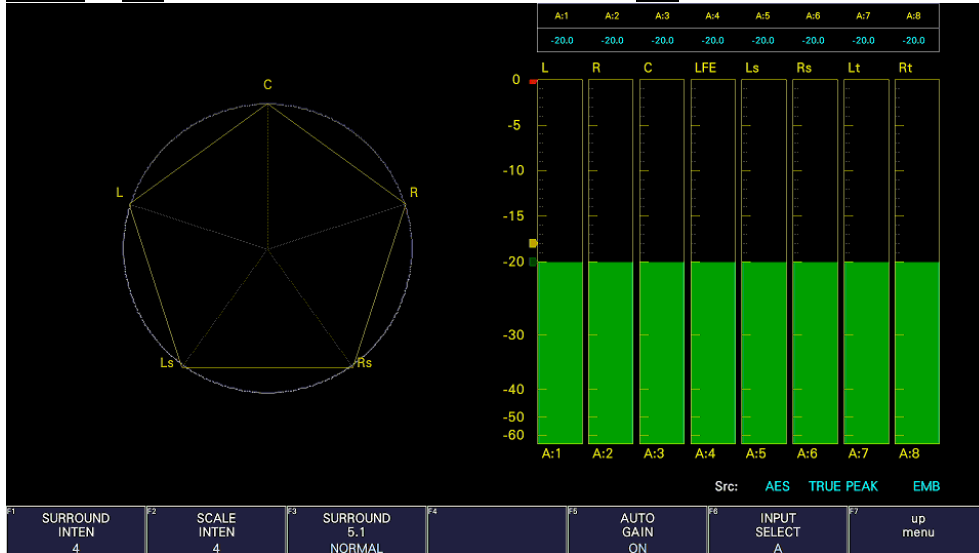 A:1 A:2 A:3 A:4 A:5 A:6 A:7 A:8
-20.0 -20.0 -20.0 -20.0 -20.0 -20.0 -20.0 -20.0
L R C LFE Ls Rs Lt Rt
0
-5
-10
-15
-20
-30
-40
-50
-60
C
L
R
Ls
Rs
A:1 A:2 A:3 A:4 A:5 A:6 A:7 A:8
Src: AES TRUE PEAK EMB
F1 SURROUND INTEN 4
F2 SCALE INTEN 4
F3 SURROUND 5.1 NORMAL
F4
F5 AUTO GAIN ON
F6 INPUT SELECT A
F7 up menu